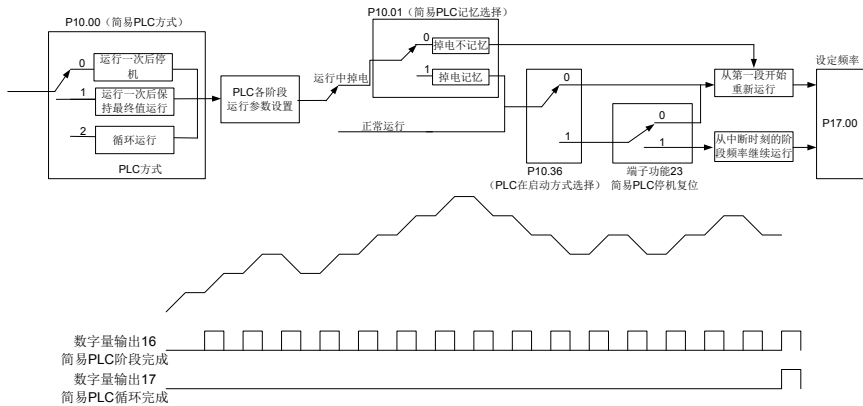 P10.00（简易PLC方式）
0
运行一次后停
机
1
运行一次后保
持最终值运行
2
循环运行
PLC方式
PLC各阶段
运行参数设置
运行中掉电
正常运行
P10.01（简易PLC记忆选择）
0
掉电不记忆
1
掉电记忆
0
1
P10.36
（PLC在启动方式选择）
0
1
端子功能23
简易PLC停机复位
从第一段开始
重新运行
从中断时刻的阶
段频率继续运行
设定频率
P17.00
数字量输出16
简易PLC阶段完成
数字量输出17
简易PLC循环完成